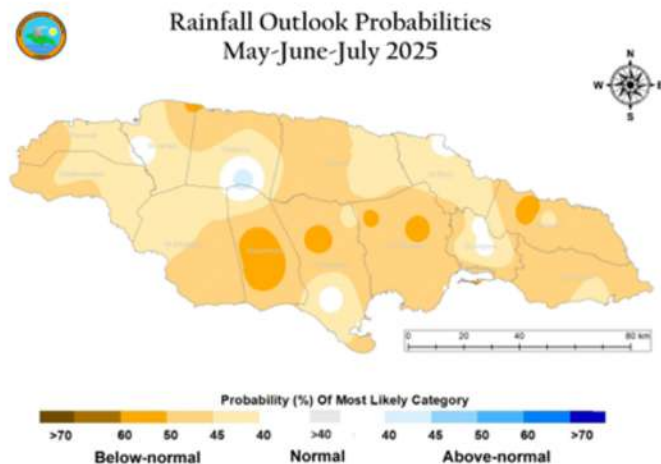 Rainfall Outlook Probabilities
May-June-July 2025
N
W E
S
0 20 40 60 80 km
Probability (%) Of Most Likely Category
>70 60 50 45 40 >40 40 45 50 60 >70
Below-normal Normal Above-normal